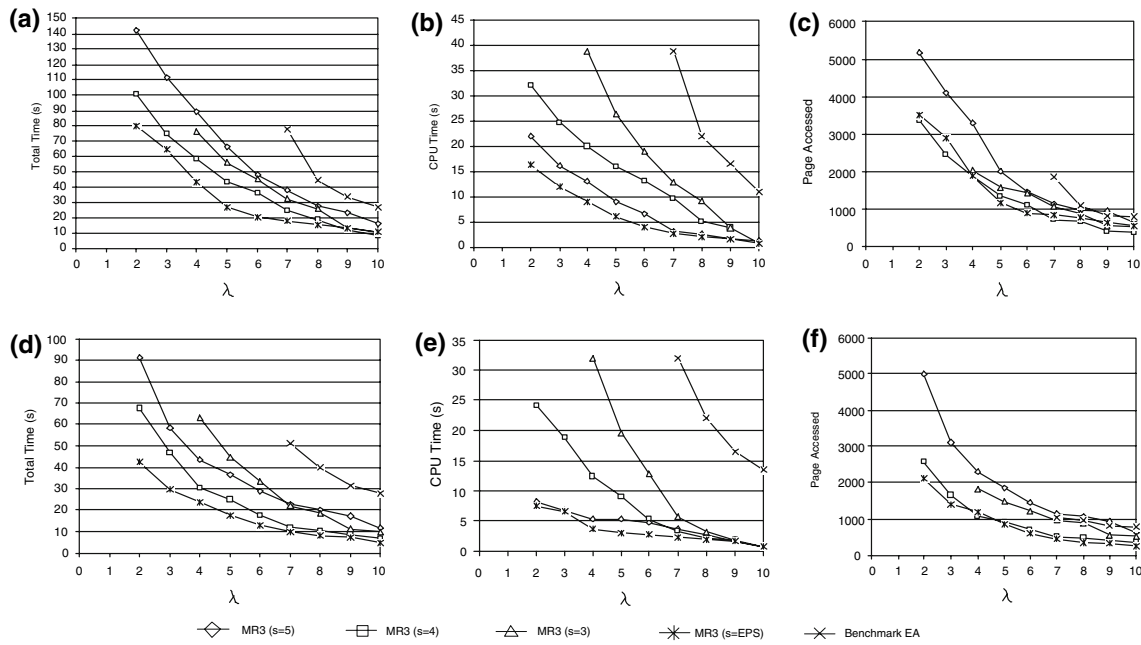 (a)
Total Time (s)
150
140
130
120
110
100
90
80
70
60
50
40
30
20
10
0
0 1 2 3 4 5 6 7 8 9 10
λ
(b)
CPU Time (s)
45
40
35
30
25
20
15
10
5
0
0 1 2 3 4 5 6 7 8 9 10
λ
(c)
Page Accessed
6000
5000
4000
3000
2000
1000
0
0 1 2 3 4 5 6 7 8 9 10
λ
(d)
Total Time (s)
100
90
80
70
60
50
40
30
20
10
0
0 1 2 3 4 5 6 7 8 9 10
λ
(e)
CPU Time (s)
35
30
25
20
15
10
5
0
0 1 2 3 4 5 6 7 8 9 10
λ
(f)
Page Accessed
6000
5000
4000
3000
2000
1000
0
0 1 2 3 4 5 6 7 8 9 10
λ
MR3 (s=5) MR3 (s=4) MR3 (s=3) MR3 (s=EPS) Benchmark EA